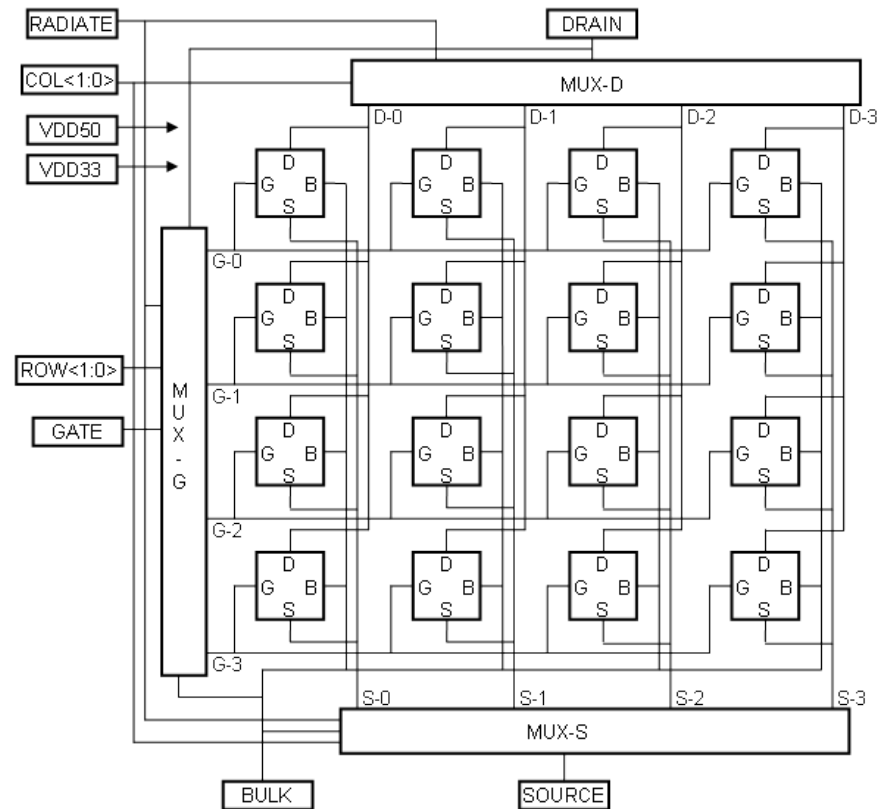 RADIATE
DRAIN
COL<1:0>
MUX-D
VDD50
D-0
D-1
D-2
D-3
VDD33
D
D
D
D
G
B
G
B
G
B
G
B
S
S
S
S
G-0
D
D
D
D
G
B
G
B
G
B
G
B
S
S
S
S
ROW<1:0>
G-1
MUX-G
GATE
D
D
D
D
G
B
G
B
G
B
G
B
S
S
S
S
G-2
D
D
D
D
G
B
G
B
G
B
G
B
S
S
S
S
G-3
S-0
S-1
S-2
S-3
MUX-S
BULK
SOURCE